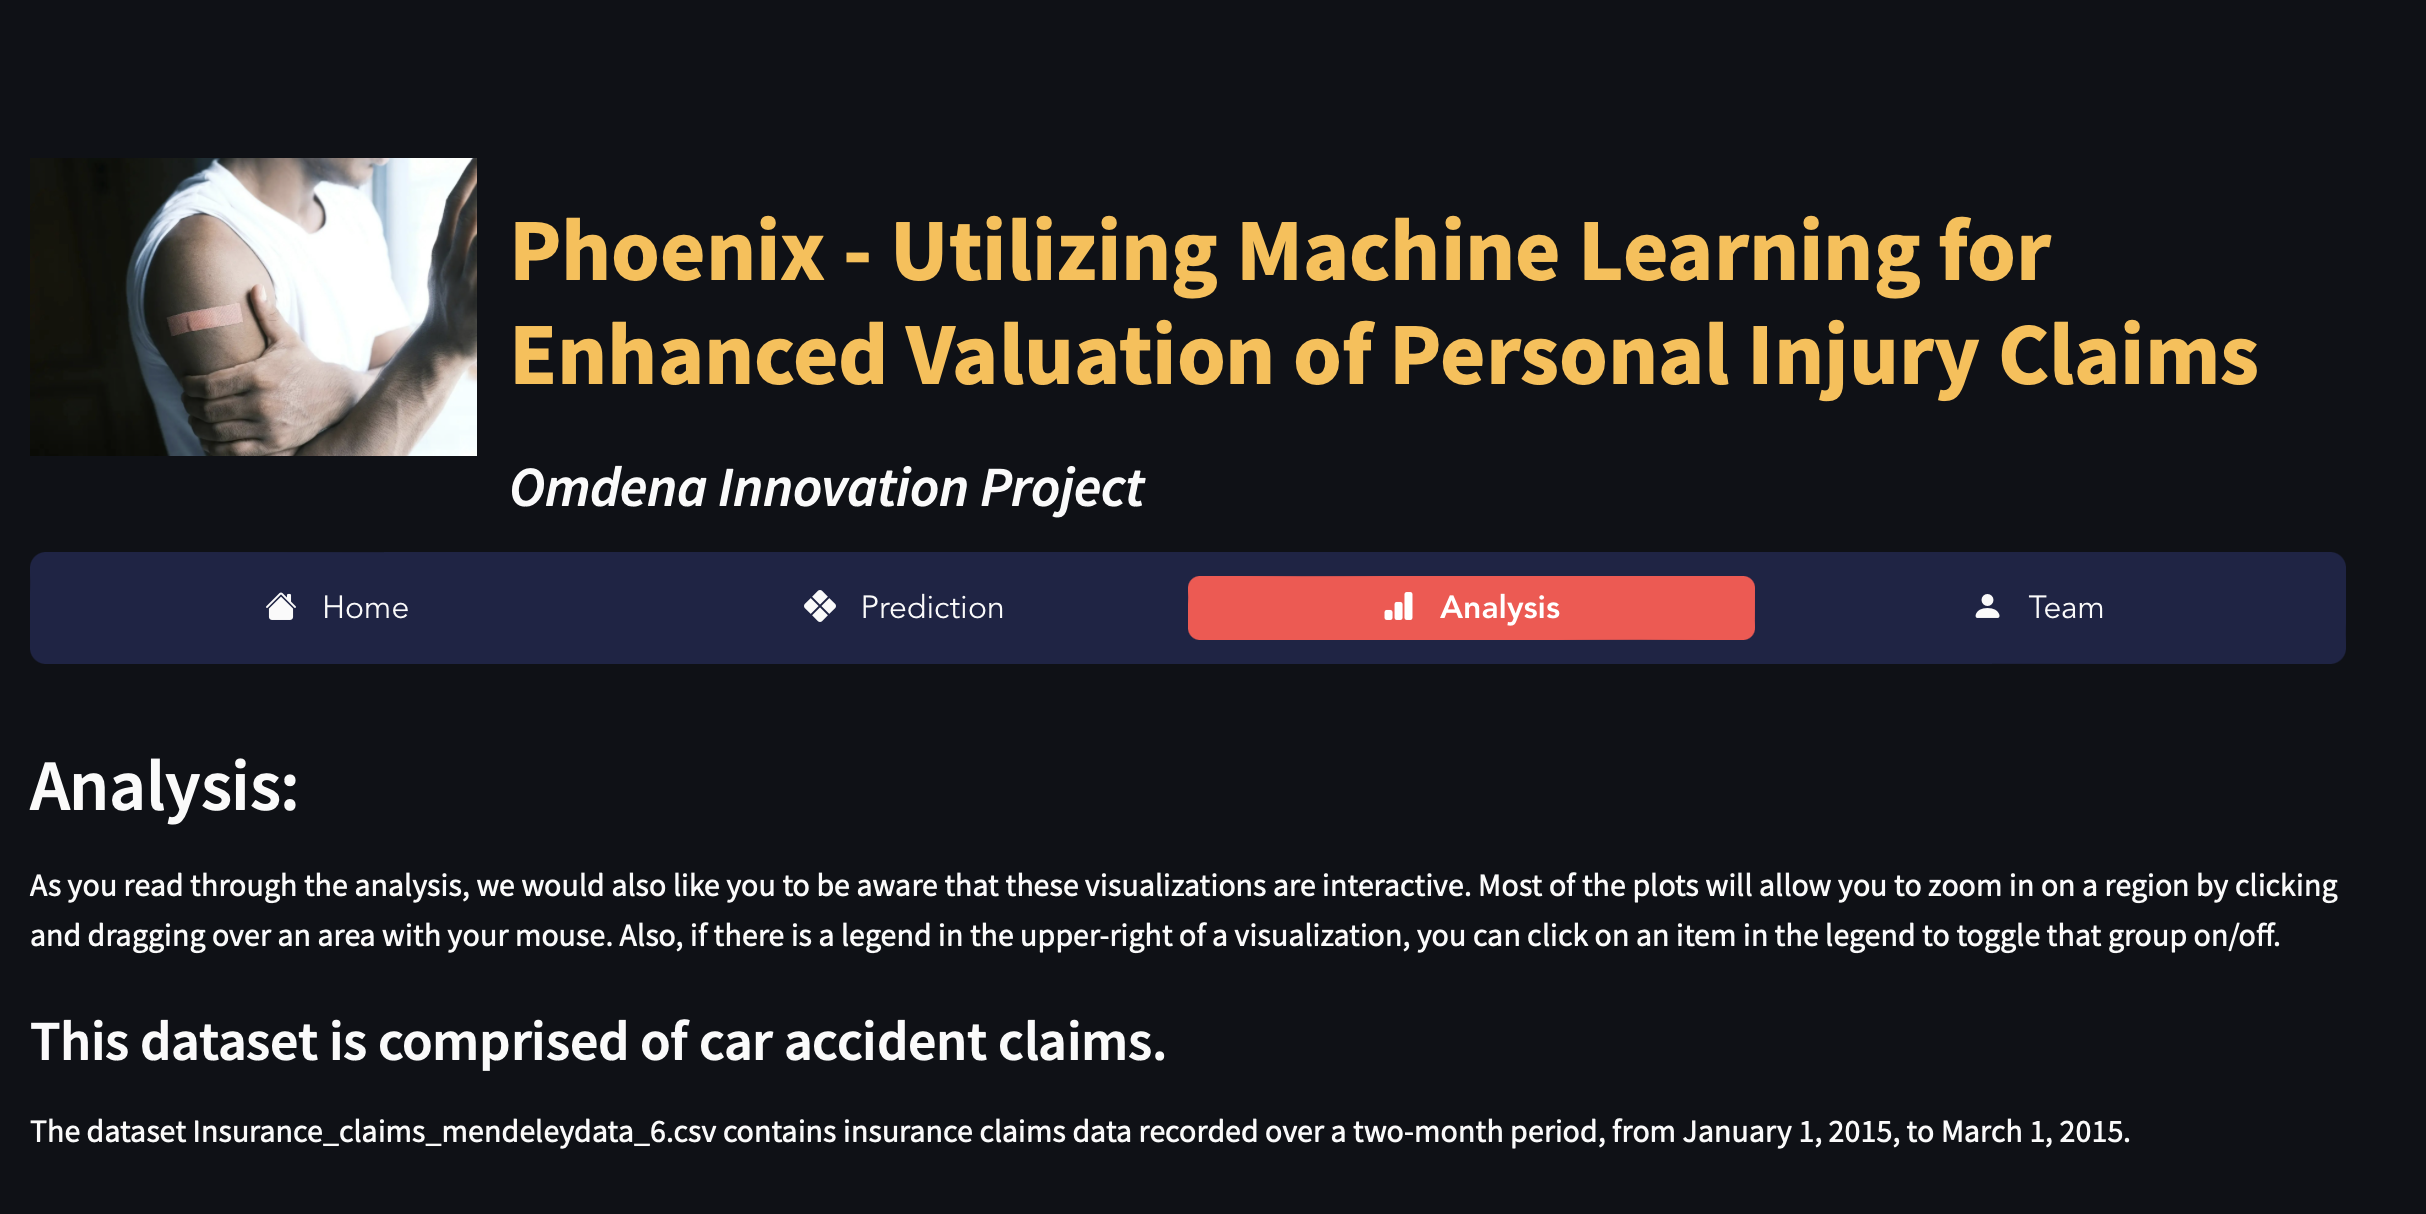 Phoenix - Utilizing Machine Learning for
Enhanced Valuation of Personal Injury Claims
Omdena Innovation Project
Home
Prediction
Analysis
Team
Analysis:
As you read through the analysis, we would also like you to be aware that these visualizations are interactive. Most of the plots will allow you to zoom in on a region by clicking
and dragging over an area with your mouse. Also, if there is a legend in the upper-right of a visualization, you can click on an item in the legend to toggle that group on/off.
This dataset is comprised of car accident claims.
The dataset Insurance_claims_mendeleydata_6.csv contains insurance claims data recorded over a two-month period, from January 1, 2015, to March 1, 2015.